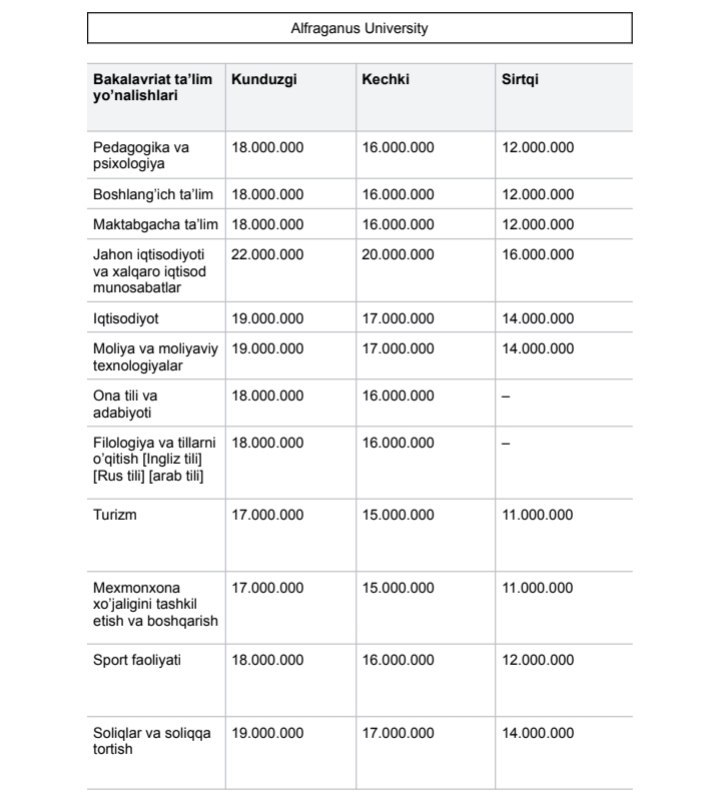 Alfraganus University
Bakalavriat ta’lim yo’nalishlari Kunduzgi Kechki Sirtqi
Pedagogika va psixologiya 18.000.000 16.000.000 12.000.000
Boshlang’ich ta’lim 18.000.000 16.000.000 12.000.000
Maktabgacha ta’lim 18.000.000 16.000.000 12.000.000
Jahon iqtisodiyoti va xalqaro iqtisod munosabatlar 22.000.000 20.000.000 16.000.000
Iqtisodiyot 19.000.000 17.000.000 14.000.000
Moliya va moliyaviy texnologiyalar 19.000.000 17.000.000 14.000.000
Ona tili va adabiyoti 18.000.000 16.000.000 –
Filologiya va tillarni o’qitish [Ingliz tili] [Rus tili] [arab tili] 18.000.000 16.000.000 –
Turizm 17.000.000 15.000.000 11.000.000
Mexmonxona xo’jaligini tashkil etish va boshqarish 17.000.000 15.000.000 11.000.000
Sport faoliyati 18.000.000 16.000.000 12.000.000
Soliqlar va soliqqa tortish 19.000.000 17.000.000 14.000.000